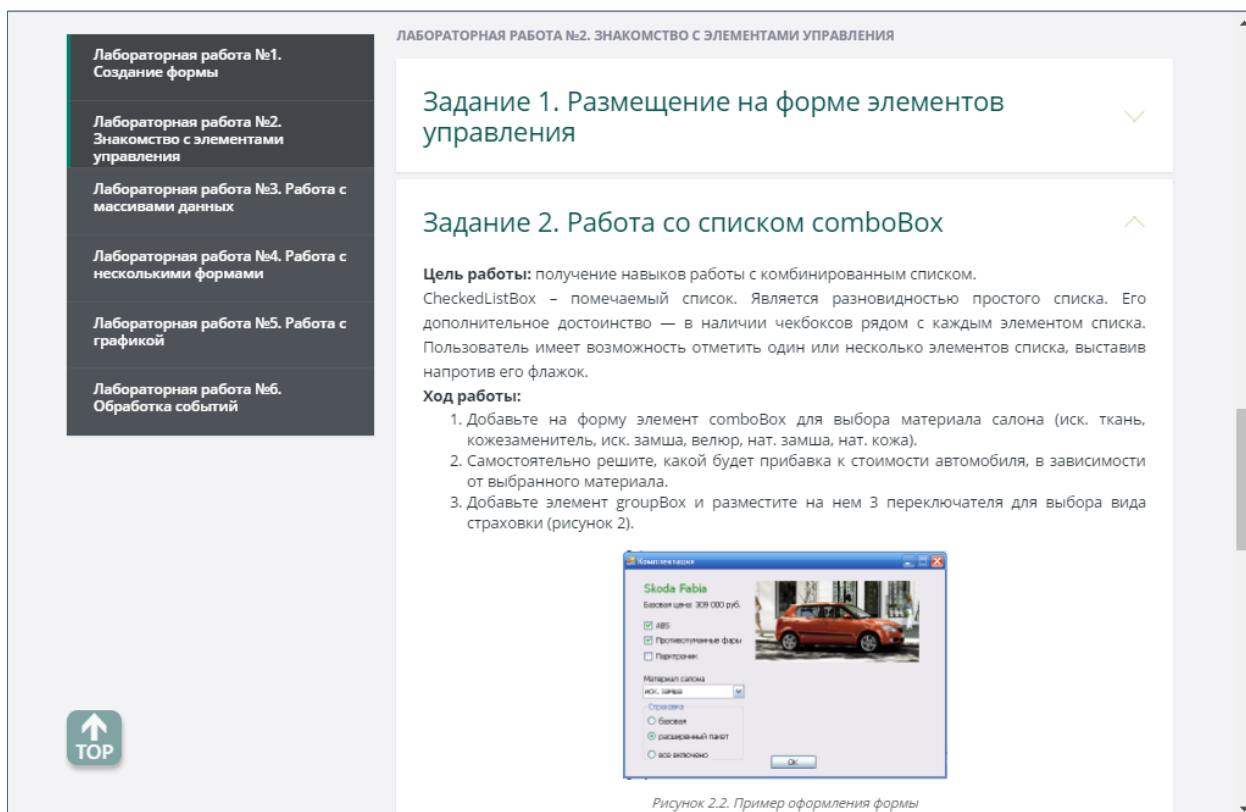 Лабораторная работа №1.
Создание формы
Лабораторная работа №2.
Знакомство с элементами
управления
Лабораторная работа №3. Работа с
массивами данных
Лабораторная работа №4. Работа с
несколькими формами
Лабораторная работа №5. Работа с
графикой
Лабораторная работа №6.
Обработка событий
TOP
ЛАБОРАТОРНАЯ РАБОТА №2. ЗНАКОМСТВО С ЭЛЕМЕНТАМИ УПРАВЛЕНИЯ
Задание 1. Размещение на форме элементов
управления
Задание 2. Работа со списком comboBox
Цель работы: получение навыков работы с комбинированным списком.
CheckedListBox – помечаемый список. Является разновидностью простого списка. Его
дополнительное достоинство — в наличии чекбоксов рядом с каждым элементом списка.
Пользователь имеет возможность отметить один или несколько элементов списка, выставив
напротив его флажок.
Ход работы:
1. Добавьте на форму элемент comboBox для выбора материала салона (иск. ткань,
кожезаменитель, иск. замша, велюр, нат. замша, нат. кожа).
2. Самостоятельно решите, какой будет прибавка к стоимости автомобиля, в зависимости
от выбранного материала.
3. Добавьте элемент groupBox и разместите на нем 3 переключателя для выбора вида
страховки (рисунок 2).
Комплектация
Skoda Fabia
Базовая цена: 309 000 руб.
ABS
Противотуманные фары
Парктроник
Материал салона
иск. замша
Страховка
базовая
расширенный пакет
все включено
OK
Рисунок 2.2. Пример оформления формы